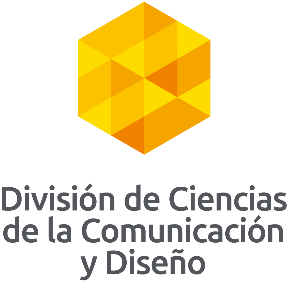 División de Ciencias
de la Comunicación
y Diseño